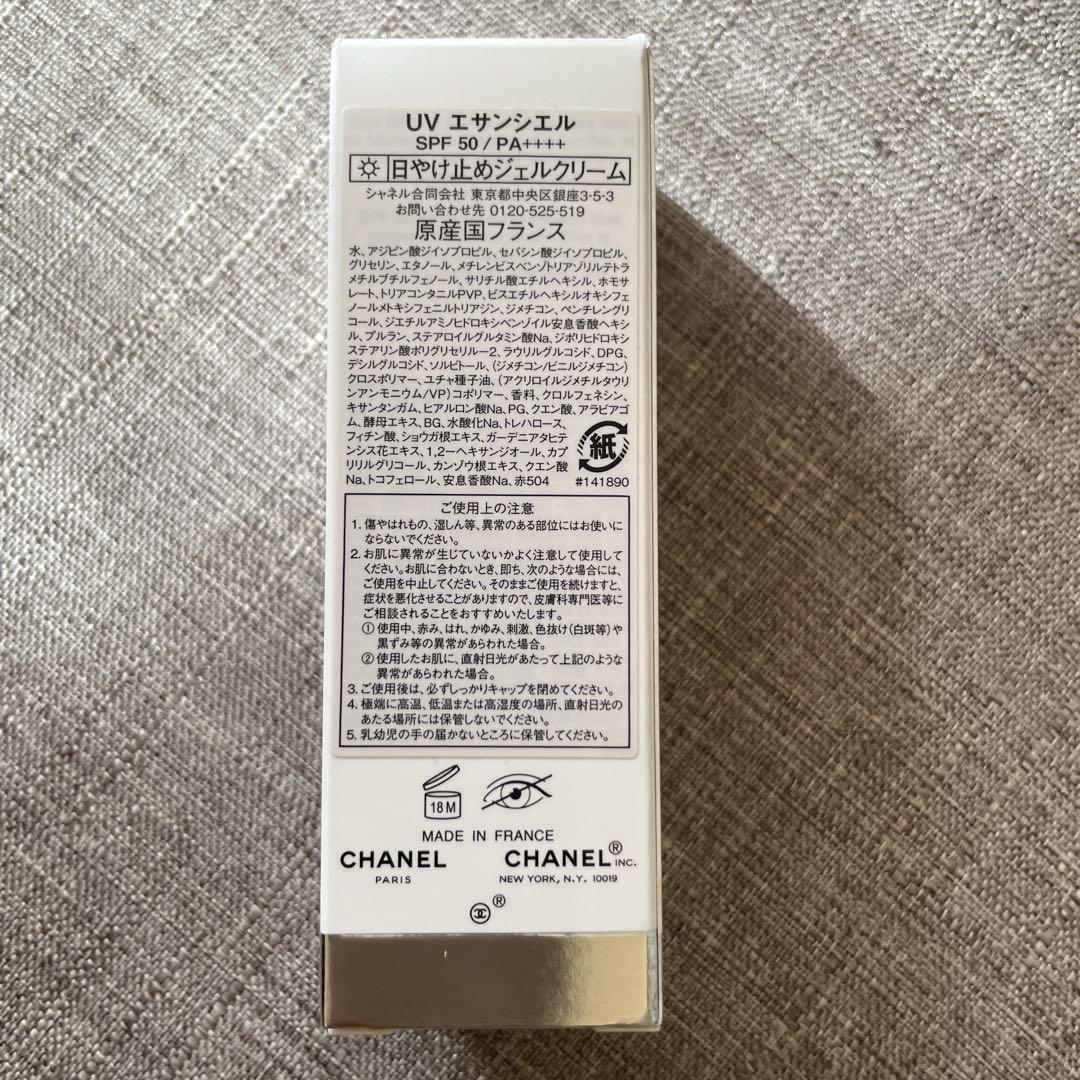 UV エサンシエル
SPF 50 / PA++++
日やけ止めジェルクリーム
シャネル合同会社 東京都中央区銀座3-5-3
お問い合わせ先 0120-525-519
原産国フランス
水、アジピン酸ジイソプロピル、セバシン酸ジイソプロピル、
グリセリン、エタノール、メチレンビスベンゾトリアゾリルテトラ
メチルブチルフェノール、サリチル酸エチルヘキシル、ホモサ
レート、トリアコンタニルPVP、ビスエチルヘキシルオキシフェ
ノールメトキシフェニルトリアジン、ジメチコン、ペンチレングリ
コール、ジエチルアミノヒドロキシベンゾイル安息香酸ヘキシ
ル、プルラン、ステアロイルグルタミン酸Na、ジポリヒドロキシ
ステアリン酸ポリグリセリル－2、ラウリルグルコシド、DPG、
デシルグルコシド、ソルビトール、(ジメチコン/ビニルジメチコン)
クロスポリマー、ユチャ種子油、(アクリロイルジメチルタウリ
ンアンモニウム/VP)コポリマー、香料、クロルフェネシン、
キサンタンガム、ヒアルロン酸Na、PG、クエン酸、アラビアゴ
ム、酵母エキス、BG、水酸化Na、トレハロース、
フィチン酸、ショウガ根エキス、ガーデニアタヒテ
ンシス花エキス、1,2－ヘキサンジオール、カプ
リリルグリコール、カンゾウ根エキス、クエン酸
Na、トコフェロール、安息香酸Na、赤504
紙
#141890
ご使用上の注意
1. 傷やはれもの、湿しん等、異常のある部位にはお使いに
ならないでください。
2. お肌に異常が生じていないかよく注意して使用して
ください。お肌に合わないとき、即ち、次のような場合には、
ご使用を中止してください。そのままご使用を続けますと、
症状を悪化させることがありますので、皮膚科専門医等に
ご相談されることをおすすめいたします。
① 使用中、赤み、はれ、かゆみ、刺激、色抜け(白斑等)や
黒ずみ等の異常があらわれた場合。
② 使用したお肌に、直射日光があたって上記のような
異常があらわれた場合。
3. ご使用後は、必ずしっかりキャップを閉めてください。
4. 極端に高温、低温または高湿度の場所、直射日光の
あたる場所には保管しないでください。
5. 乳幼児の手の届かないところに保管してください。
18 M
MADE IN FRANCE
CHANEL
PARIS
CHANEL® INC.
NEW YORK, N.Y. 10019
®